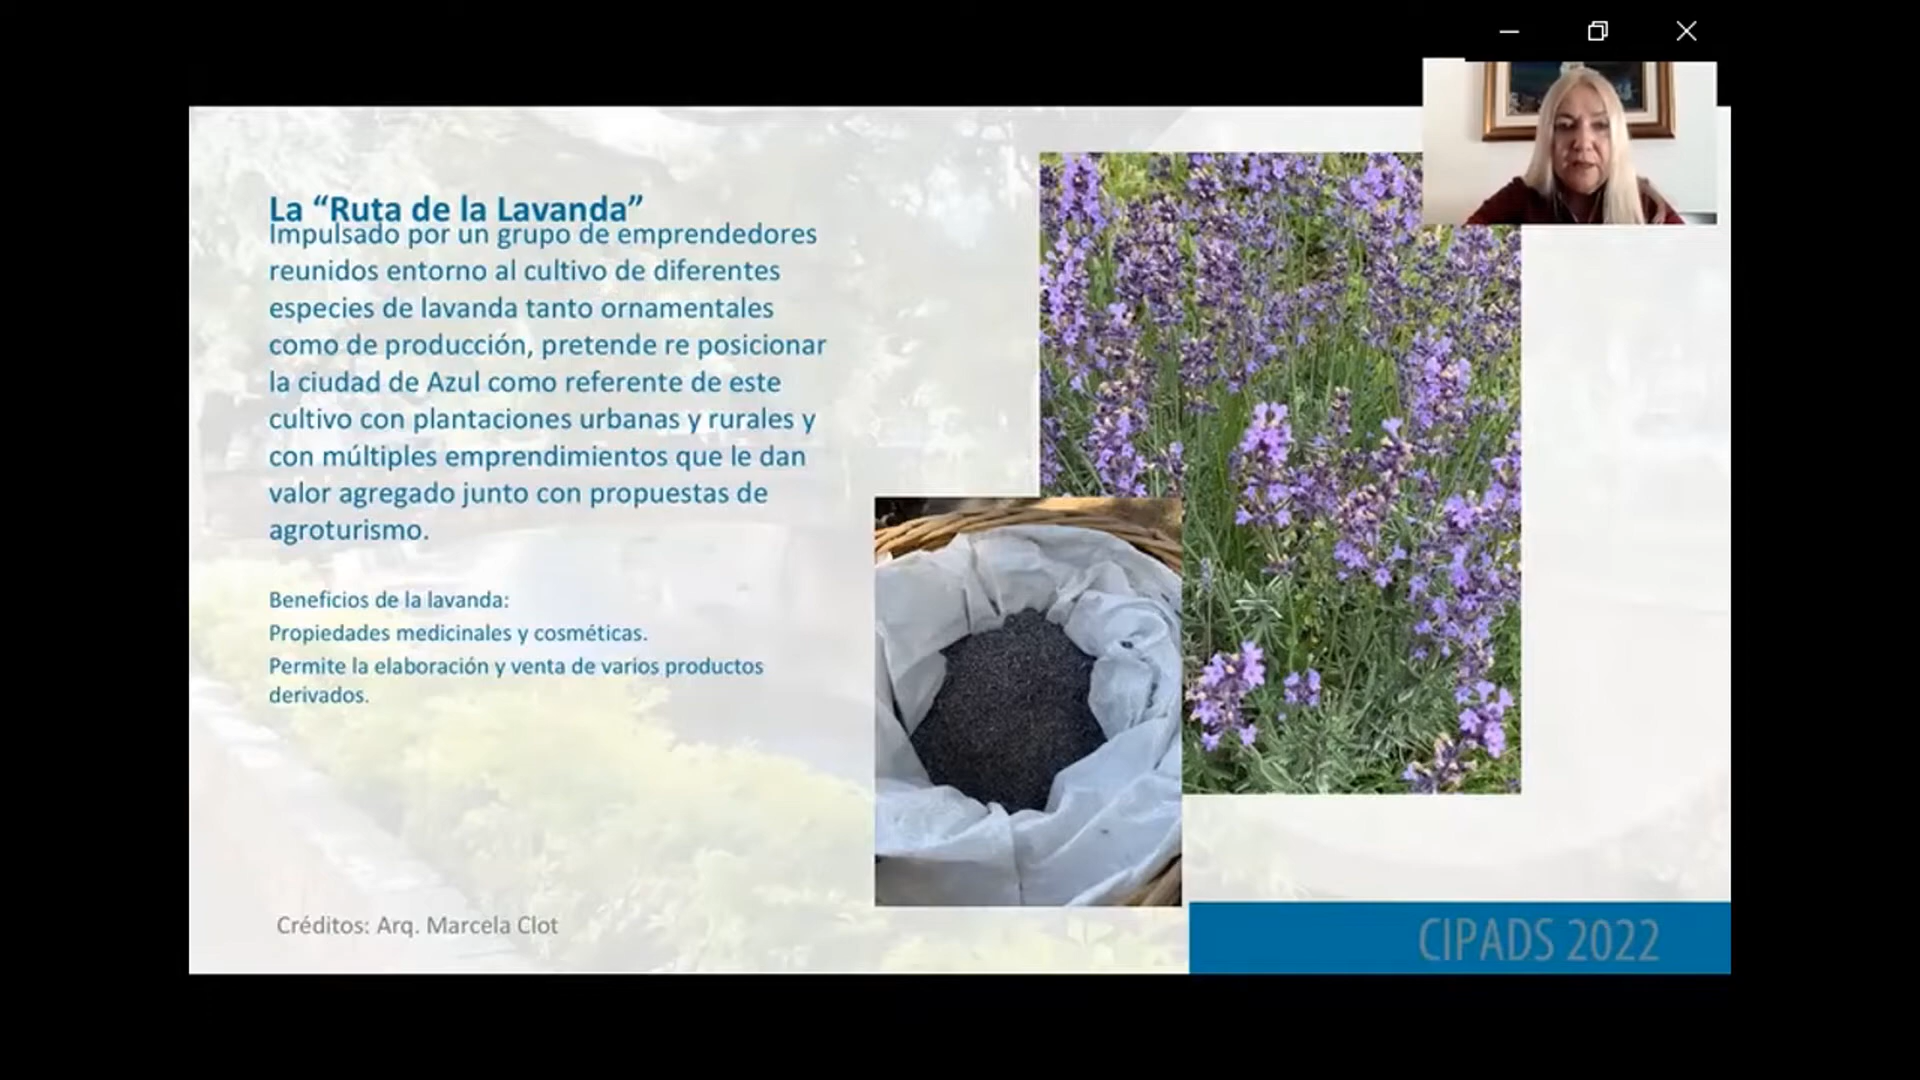 La “Ruta de la Lavanda”
Impulsado por un grupo de emprendedores
reunidos entorno al cultivo de diferentes
especies de lavanda tanto ornamentales
como de producción, pretende re posicionar
la ciudad de Azul como referente de este
cultivo con plantaciones urbanas y rurales y
con múltiples emprendimientos que le dan
valor agregado junto con propuestas de
agroturismo.
Beneficios de la lavanda:
Propiedades medicinales y cosméticas.
Permite la elaboración y venta de varios productos
derivados.
Créditos: Arq. Marcela Clot
CIPADS 2022